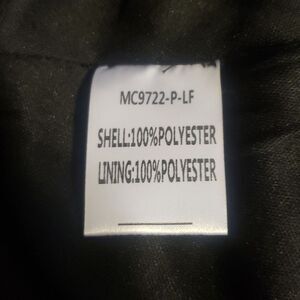 MC9722-P-LF
SHELL:100%POLYESTER
LINING:100%POLYESTER